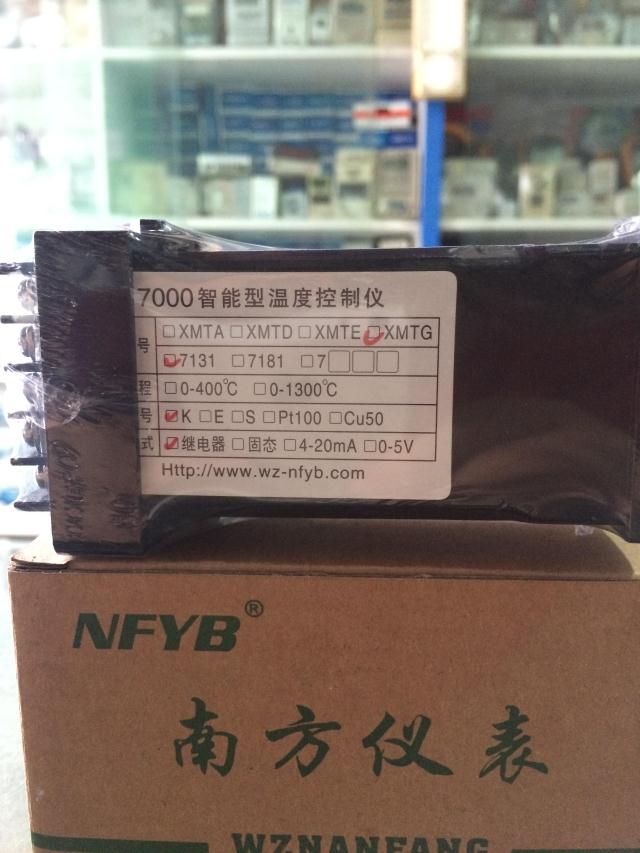 7000智能型温度控制仪
号 □XMTA □XMTD □XMTE ☑XMTG
☑7131 □7181 □7□□□
程 □0-400℃ □0-1300℃
号 ☑K □E □S □Pt100 □Cu50
式 ☑继电器 □固态 □4-20mA □0-5V
Http://www.wz-nfyb.com
NFYB®
南方仪表
WZNANFANG